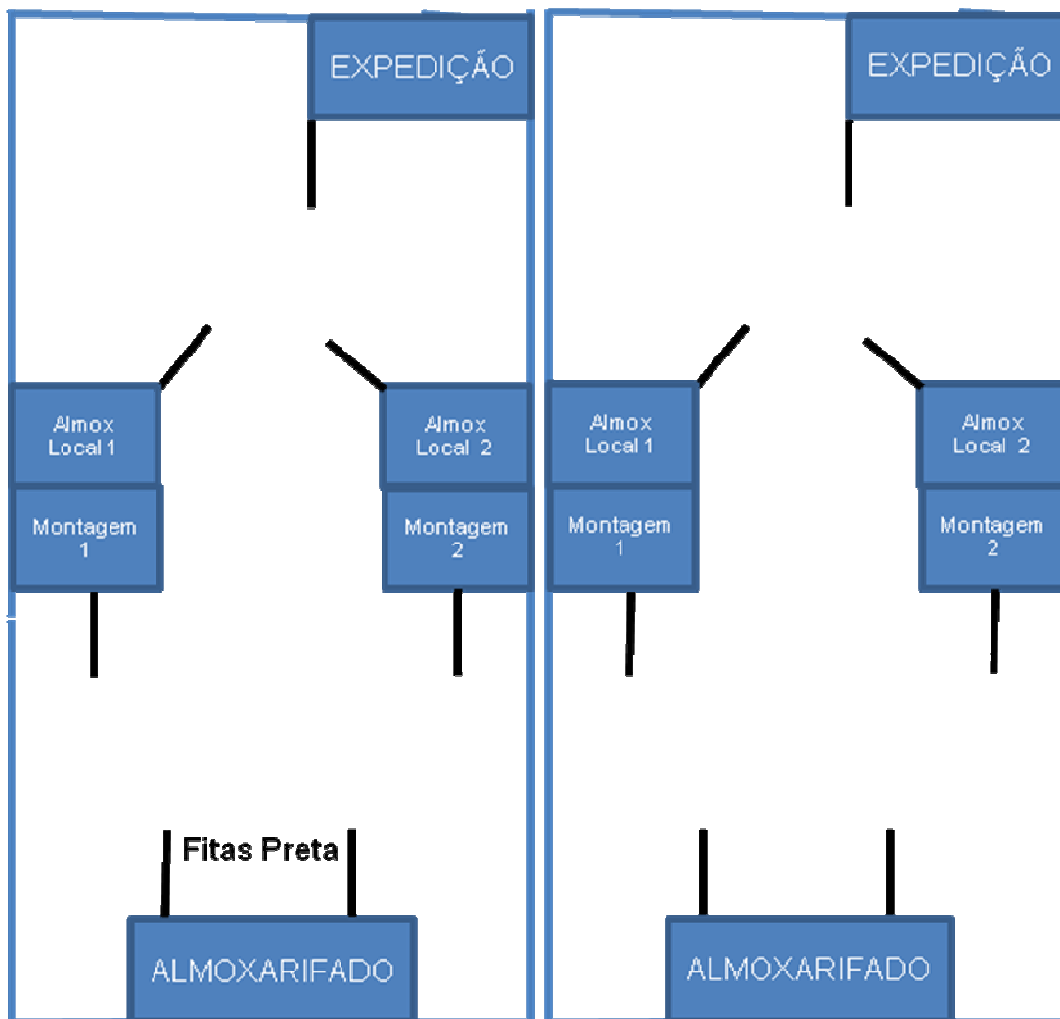 EXPEDIÇÃO
Almox
Local 1
Almox
Local 2
Montagem
1
Montagem
2
Fitas Preta
ALMOXARIFADO
EXPEDIÇÃO
Almox
Local 1
Almox
Local 2
Montagem
1
Montagem
2
ALMOXARIFADO